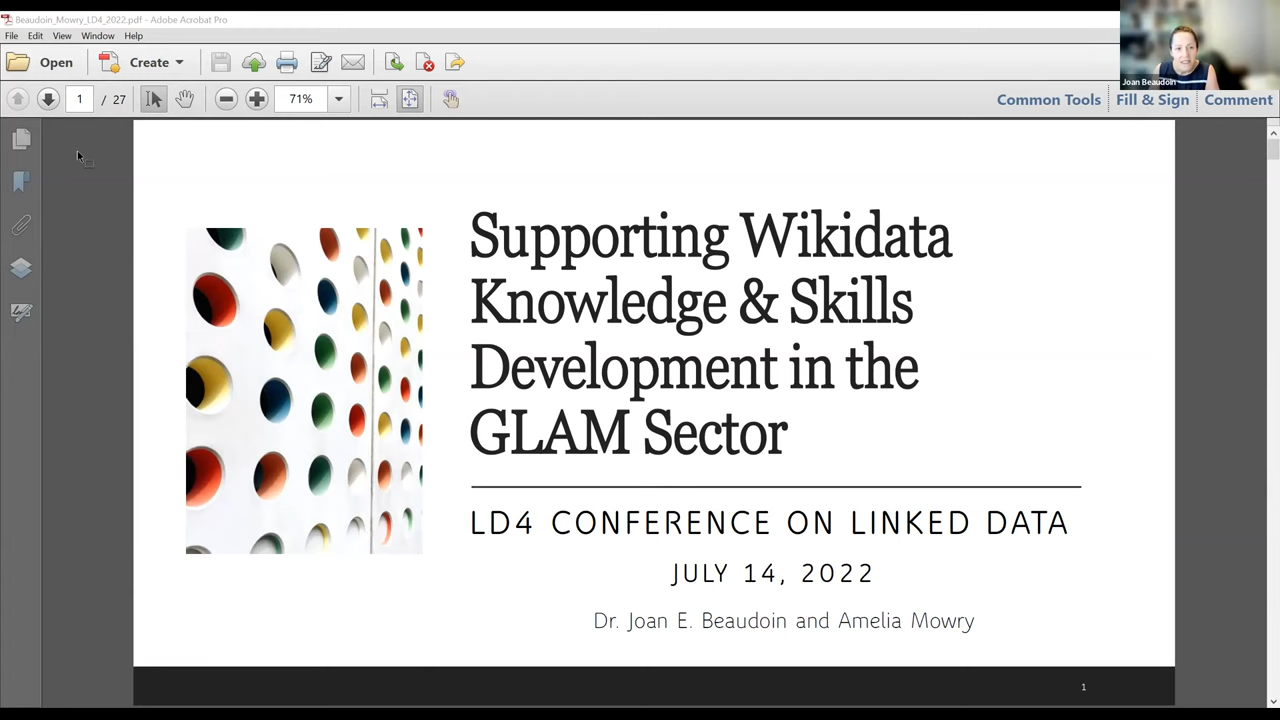 Beaudoin_Mowry_LD4_2022.pdf - Adobe Acrobat Pro
File Edit View Window Help
Open Create
Joan Beaudoin
1 / 27 71% Common Tools Fill & Sign Comment
Supporting Wikidata
Knowledge & Skills
Development in the
GLAM Sector
LD4 CONFERENCE ON LINKED DATA
JULY 14, 2022
Dr. Joan E. Beaudoin and Amelia Mowry
1